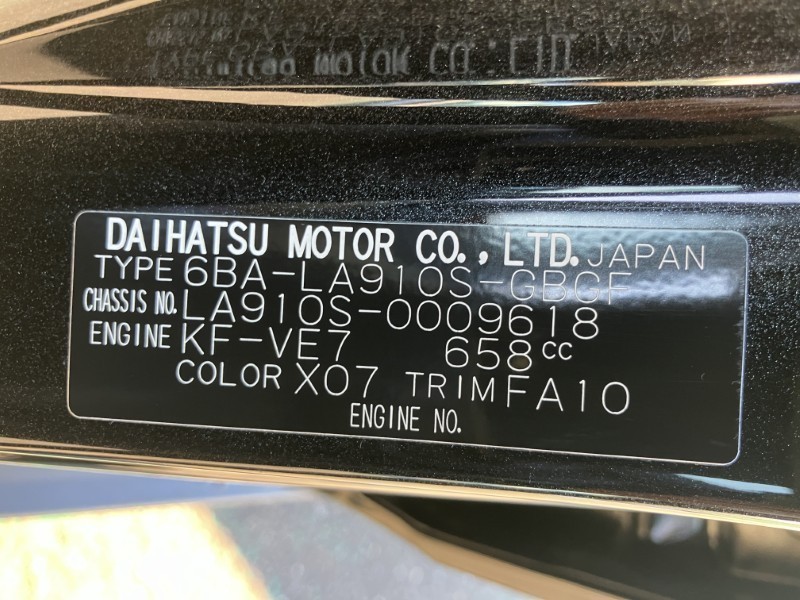 DAIHATSU MOTOR CO., LTD. JAPAN
TYPE 6BA-LA910S-GBGF
CHASSIS NO. LA910S-0009618
ENGINE KF-VE7 658cc
COLOR X07 TRIM FA10
ENGINE NO.